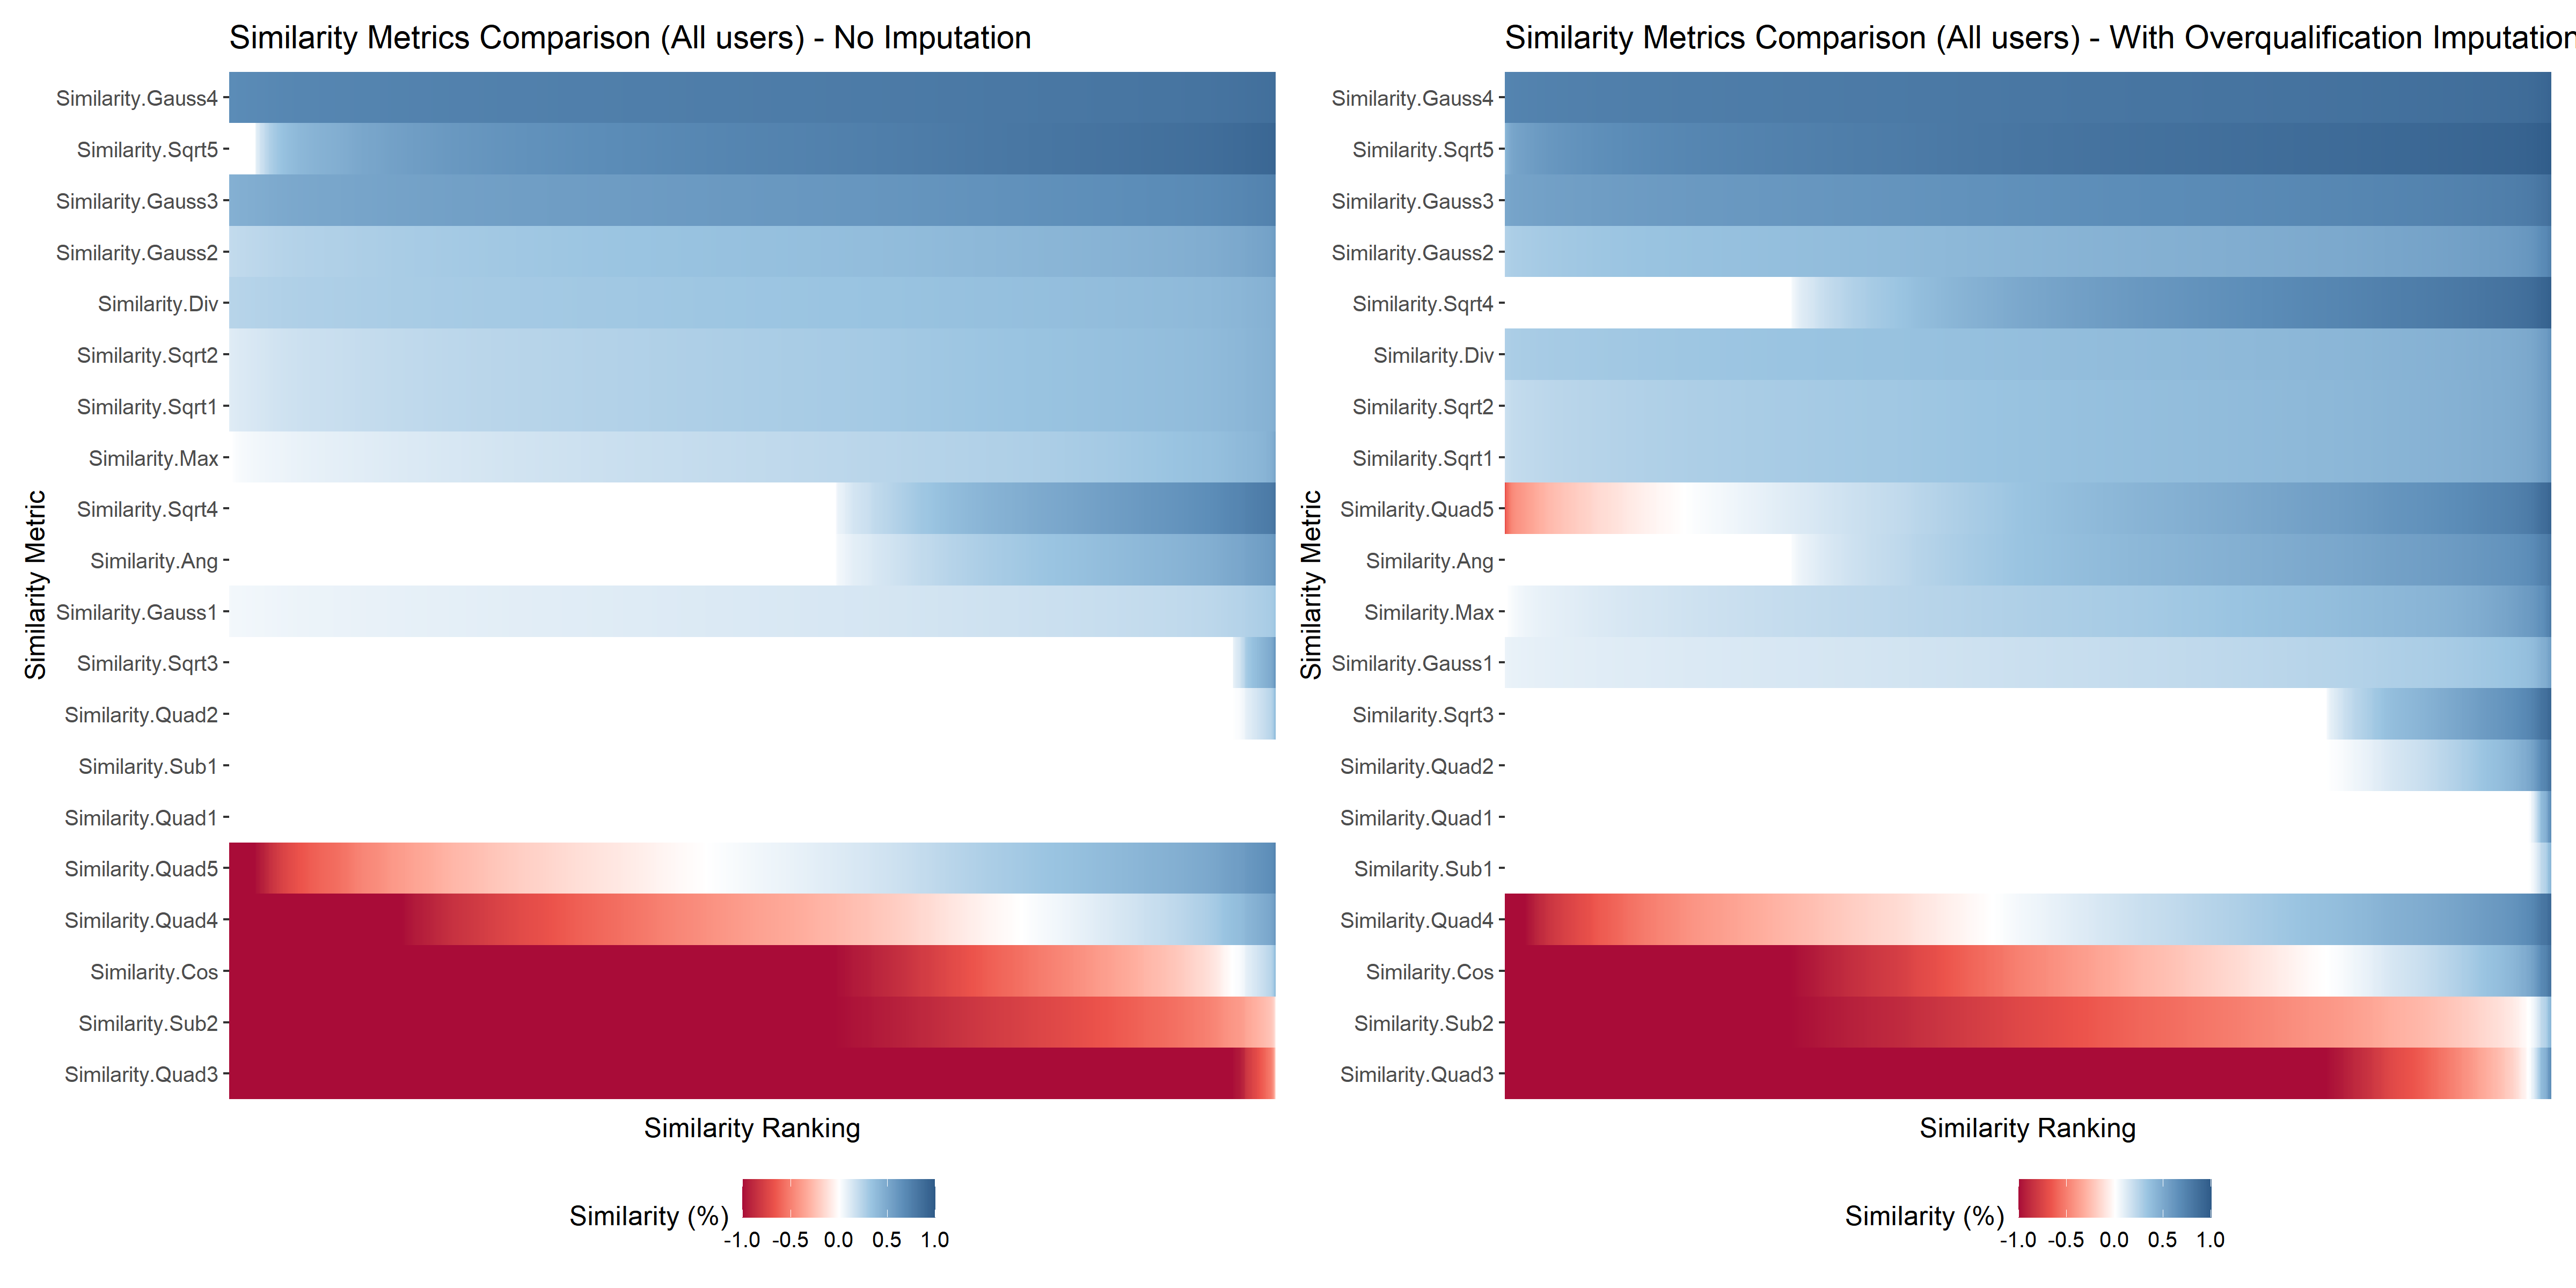 Similarity Metrics Comparison (All users) - No Imputation
Similarity Metric
Similarity.Gauss4
Similarity.Sqrt5
Similarity.Gauss3
Similarity.Gauss2
Similarity.Div
Similarity.Sqrt2
Similarity.Sqrt1
Similarity.Max
Similarity.Sqrt4
Similarity.Ang
Similarity.Gauss1
Similarity.Sqrt3
Similarity.Quad2
Similarity.Sub1
Similarity.Quad1
Similarity.Quad5
Similarity.Quad4
Similarity.Cos
Similarity.Sub2
Similarity.Quad3
Similarity Ranking
Similarity (%)
-1.0 -0.5 0.0 0.5 1.0
Similarity Metrics Comparison (All users) - With Overqualification Imputation
Similarity Metric
Similarity.Gauss4
Similarity.Sqrt5
Similarity.Gauss3
Similarity.Gauss2
Similarity.Sqrt4
Similarity.Div
Similarity.Sqrt2
Similarity.Sqrt1
Similarity.Quad5
Similarity.Ang
Similarity.Max
Similarity.Gauss1
Similarity.Sqrt3
Similarity.Quad2
Similarity.Quad1
Similarity.Sub1
Similarity.Quad4
Similarity.Cos
Similarity.Sub2
Similarity.Quad3
Similarity Ranking
Similarity (%)
-1.0 -0.5 0.0 0.5 1.0